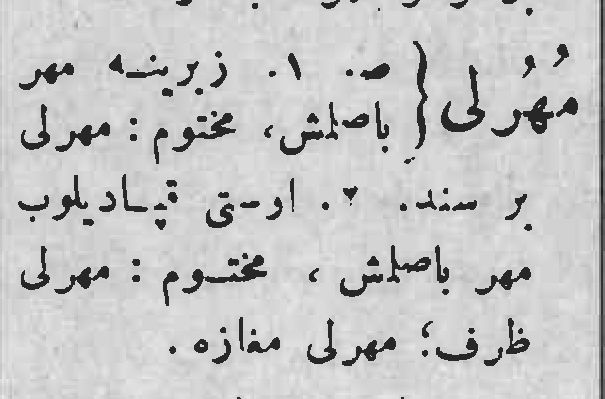 مُهُرلی { ص. ۱. زیرینه مهر
باصلمش، مختوم : مهرلی
بر سند. ۲. اوستی قپادیلوب
مهر باصلمش، مختوم : مهرلی
ظرف؛ مهرلی مغازه.